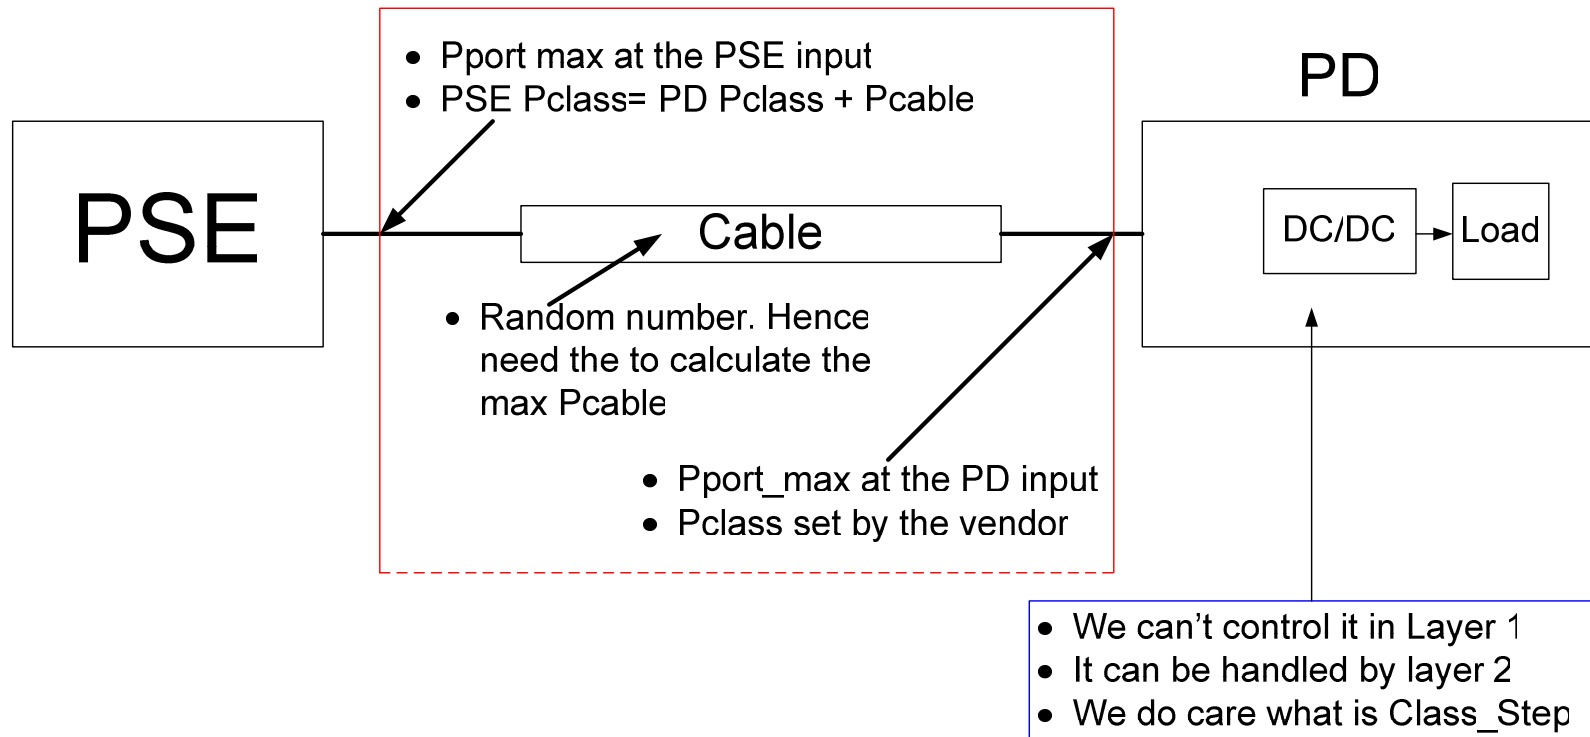 • Pport max at the PSE input
• PSE Pclass= PD Pclass + Pcable
PD
PSE
Cable
DC/DC
Load
• Random number. Hence
need the to calculate the
max Pcable
• Pport_max at the PD input
• Pclass set by the vendor
• We can’t control it in Layer 1
• It can be handled by layer 2
• We do care what is Class_Step